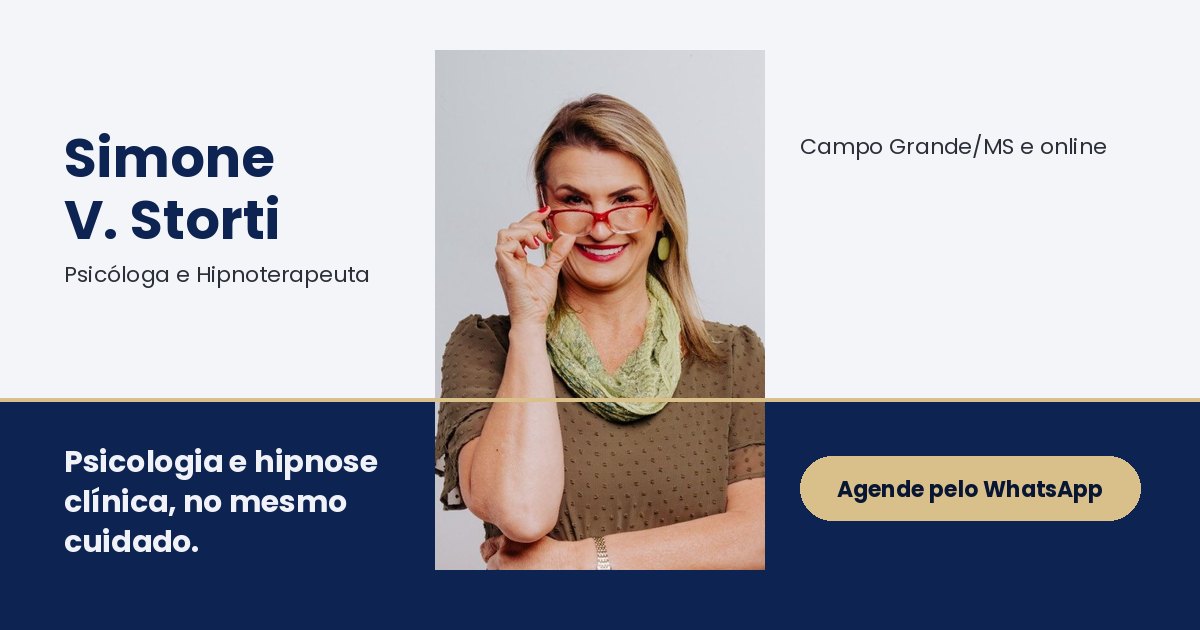 Simone
V. Storti
Psicóloga e Hipnoterapeuta
Campo Grande/MS e online
Psicologia e hipnose
clínica, no mesmo
cuidado.
Agende pelo WhatsApp